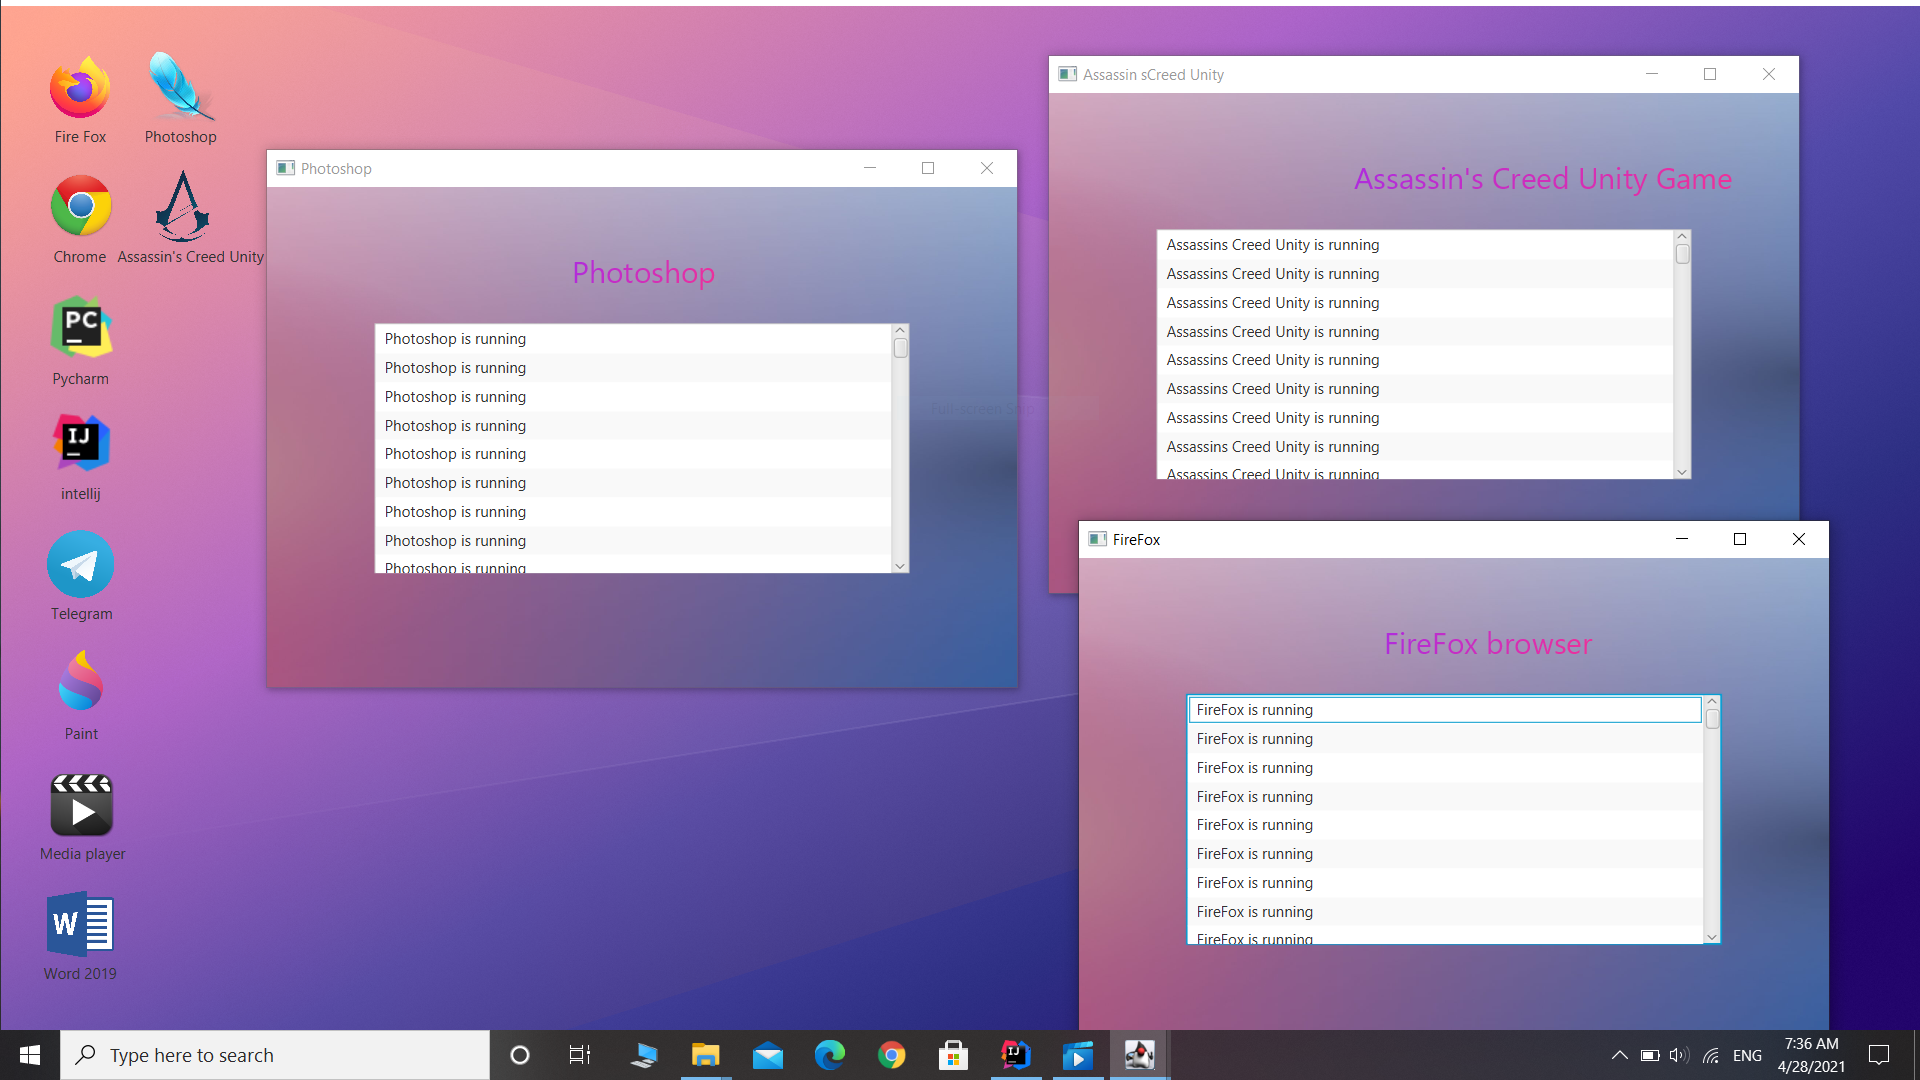 Fire Fox
Photoshop
Chrome
Assassin's Creed Unity
PC
Pycharm
IJ
intellij
Telegram
Paint
Media player
W
Word 2019
Photoshop
Photoshop
Photoshop is running
Photoshop is running
Photoshop is running
Photoshop is running
Photoshop is running
Photoshop is running
Photoshop is running
Photoshop is running
Photoshop is running
Assassin sCreed Unity
Assassin's Creed Unity Game
Assassins Creed Unity is running
Assassins Creed Unity is running
Assassins Creed Unity is running
Assassins Creed Unity is running
Assassins Creed Unity is running
Assassins Creed Unity is running
Assassins Creed Unity is running
Assassins Creed Unity is running
Assassins Creed Unity is running
FireFox
FireFox browser
FireFox is running
FireFox is running
FireFox is running
FireFox is running
FireFox is running
FireFox is running
FireFox is running
FireFox is running
FireFox is running
Type here to search
IJ
ENG
7:36 AM
4/28/2021